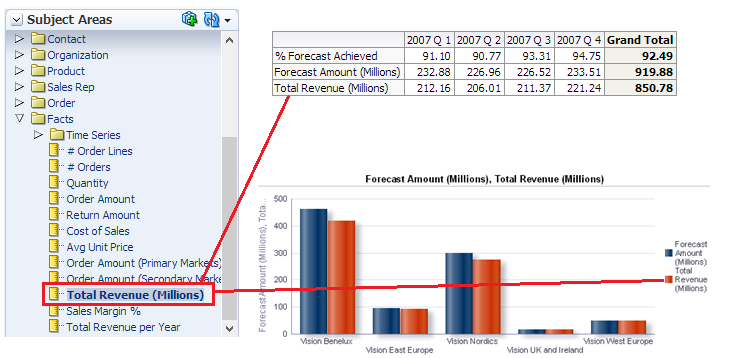 Subject Areas
Contact
Organization
Product
Sales Rep
Order
Facts
Time Series
# Order Lines
# Orders
Quantity
Order Amount
Return Amount
Cost of Sales
Avg Unit Price
Order Amount (Primary Markets)
Order Amount (Secondary Marke
Total Revenue (Millions)
Sales Margin %
Total Revenue per Year
2007 Q 1 2007 Q 2 2007 Q 3 2007 Q 4 Grand Total
% Forecast Achieved 91.10 90.77 93.31 94.75 92.49
Forecast Amount (Millions) 232.88 226.96 226.52 233.51 919.88
Total Revenue (Millions) 212.16 206.01 211.37 221.24 850.78
Forecast Amount (Millions), Total Revenue (Millions)
Forecast Amount (Millions), Tota...
500
400
300
200
100
0
Vision Benelux
Vision East Europe
Vision Nordics
Vision UK and Ireland
Vision West Europe
Forecast
Amount
(Millions)
Total
Revenue
(Millions)